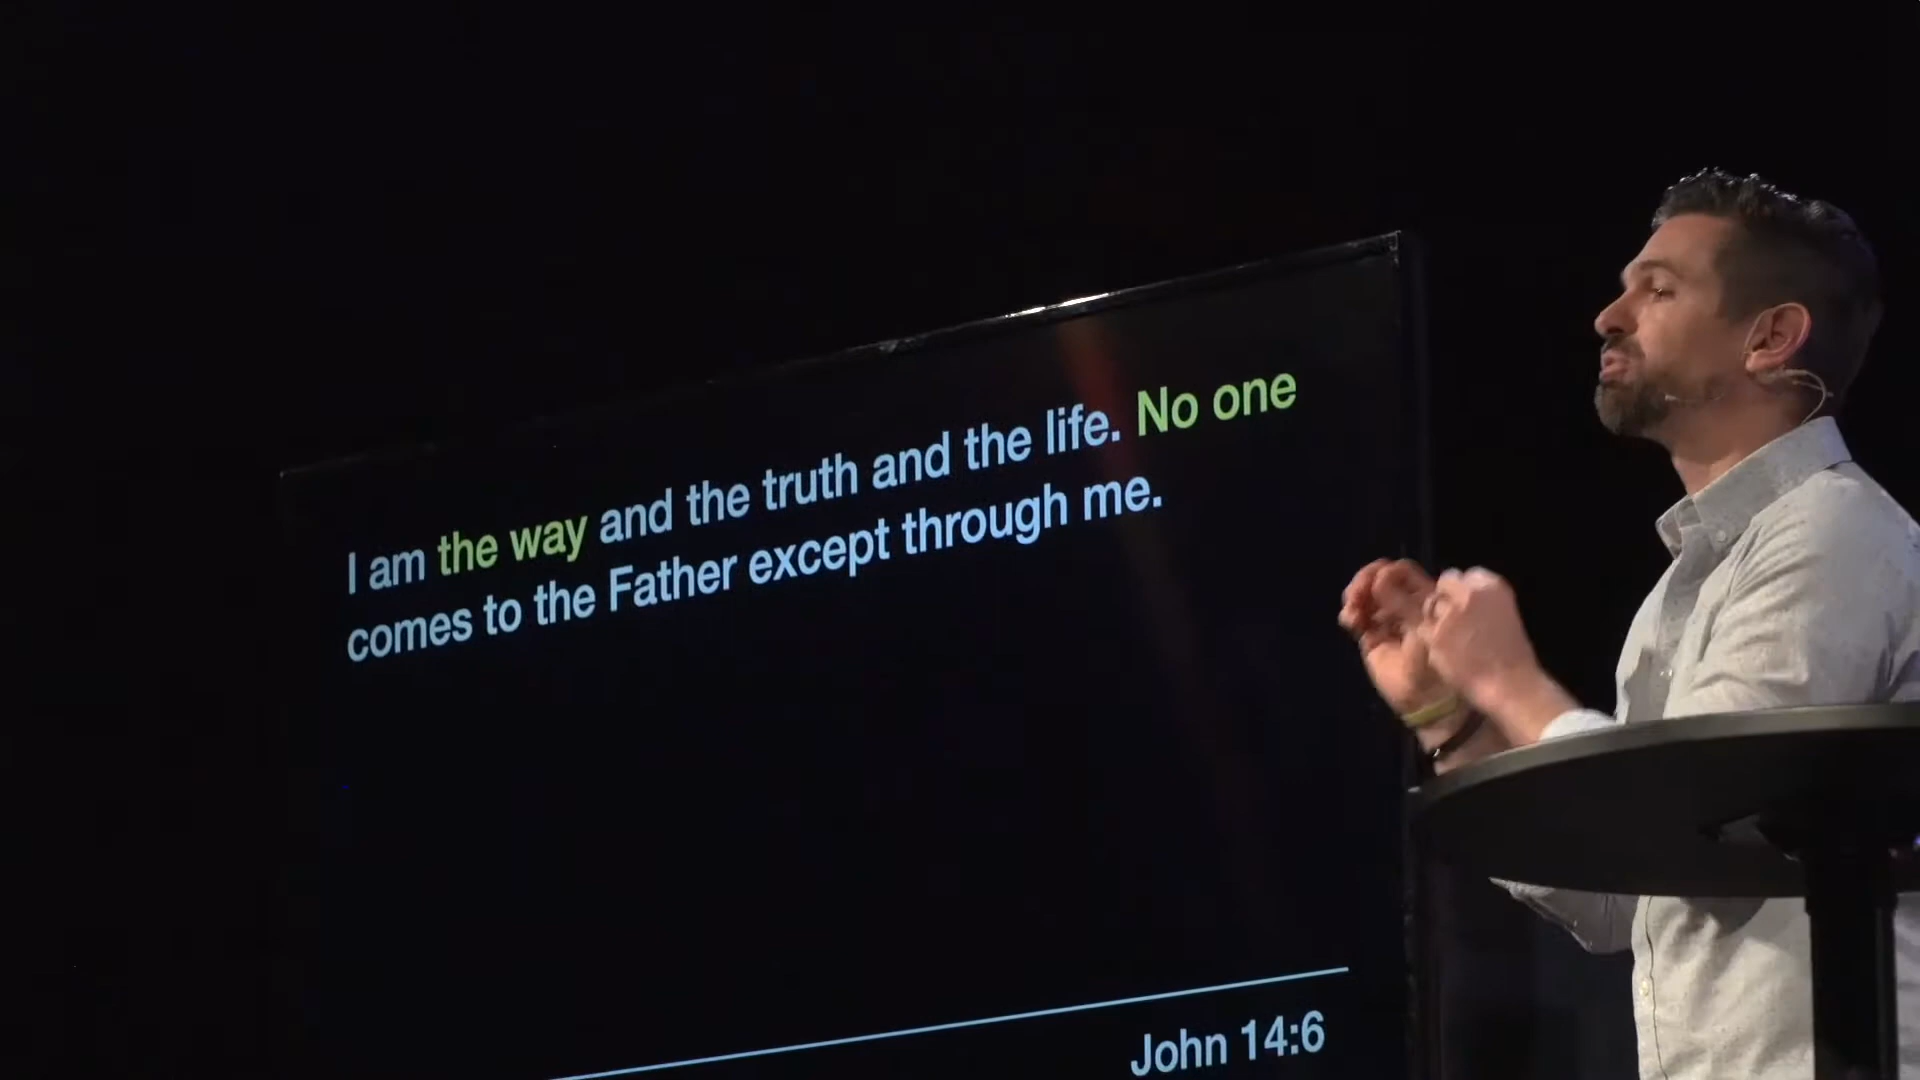 I am the way and the truth and the life. No one
comes to the Father except through me.
John 14:6